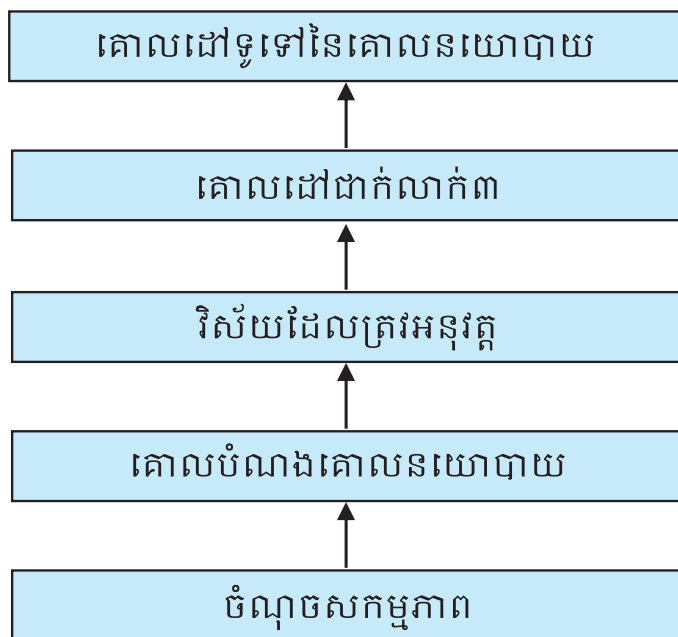 គោលដៅទូទៅនៃគោលនយោបាយ
គោលដៅជាក់លាក់៣
វិស័យដែលត្រវអនុវត្ត
គោលបំណងគោលនយោបាយ
ចំណុចសកម្មភាព